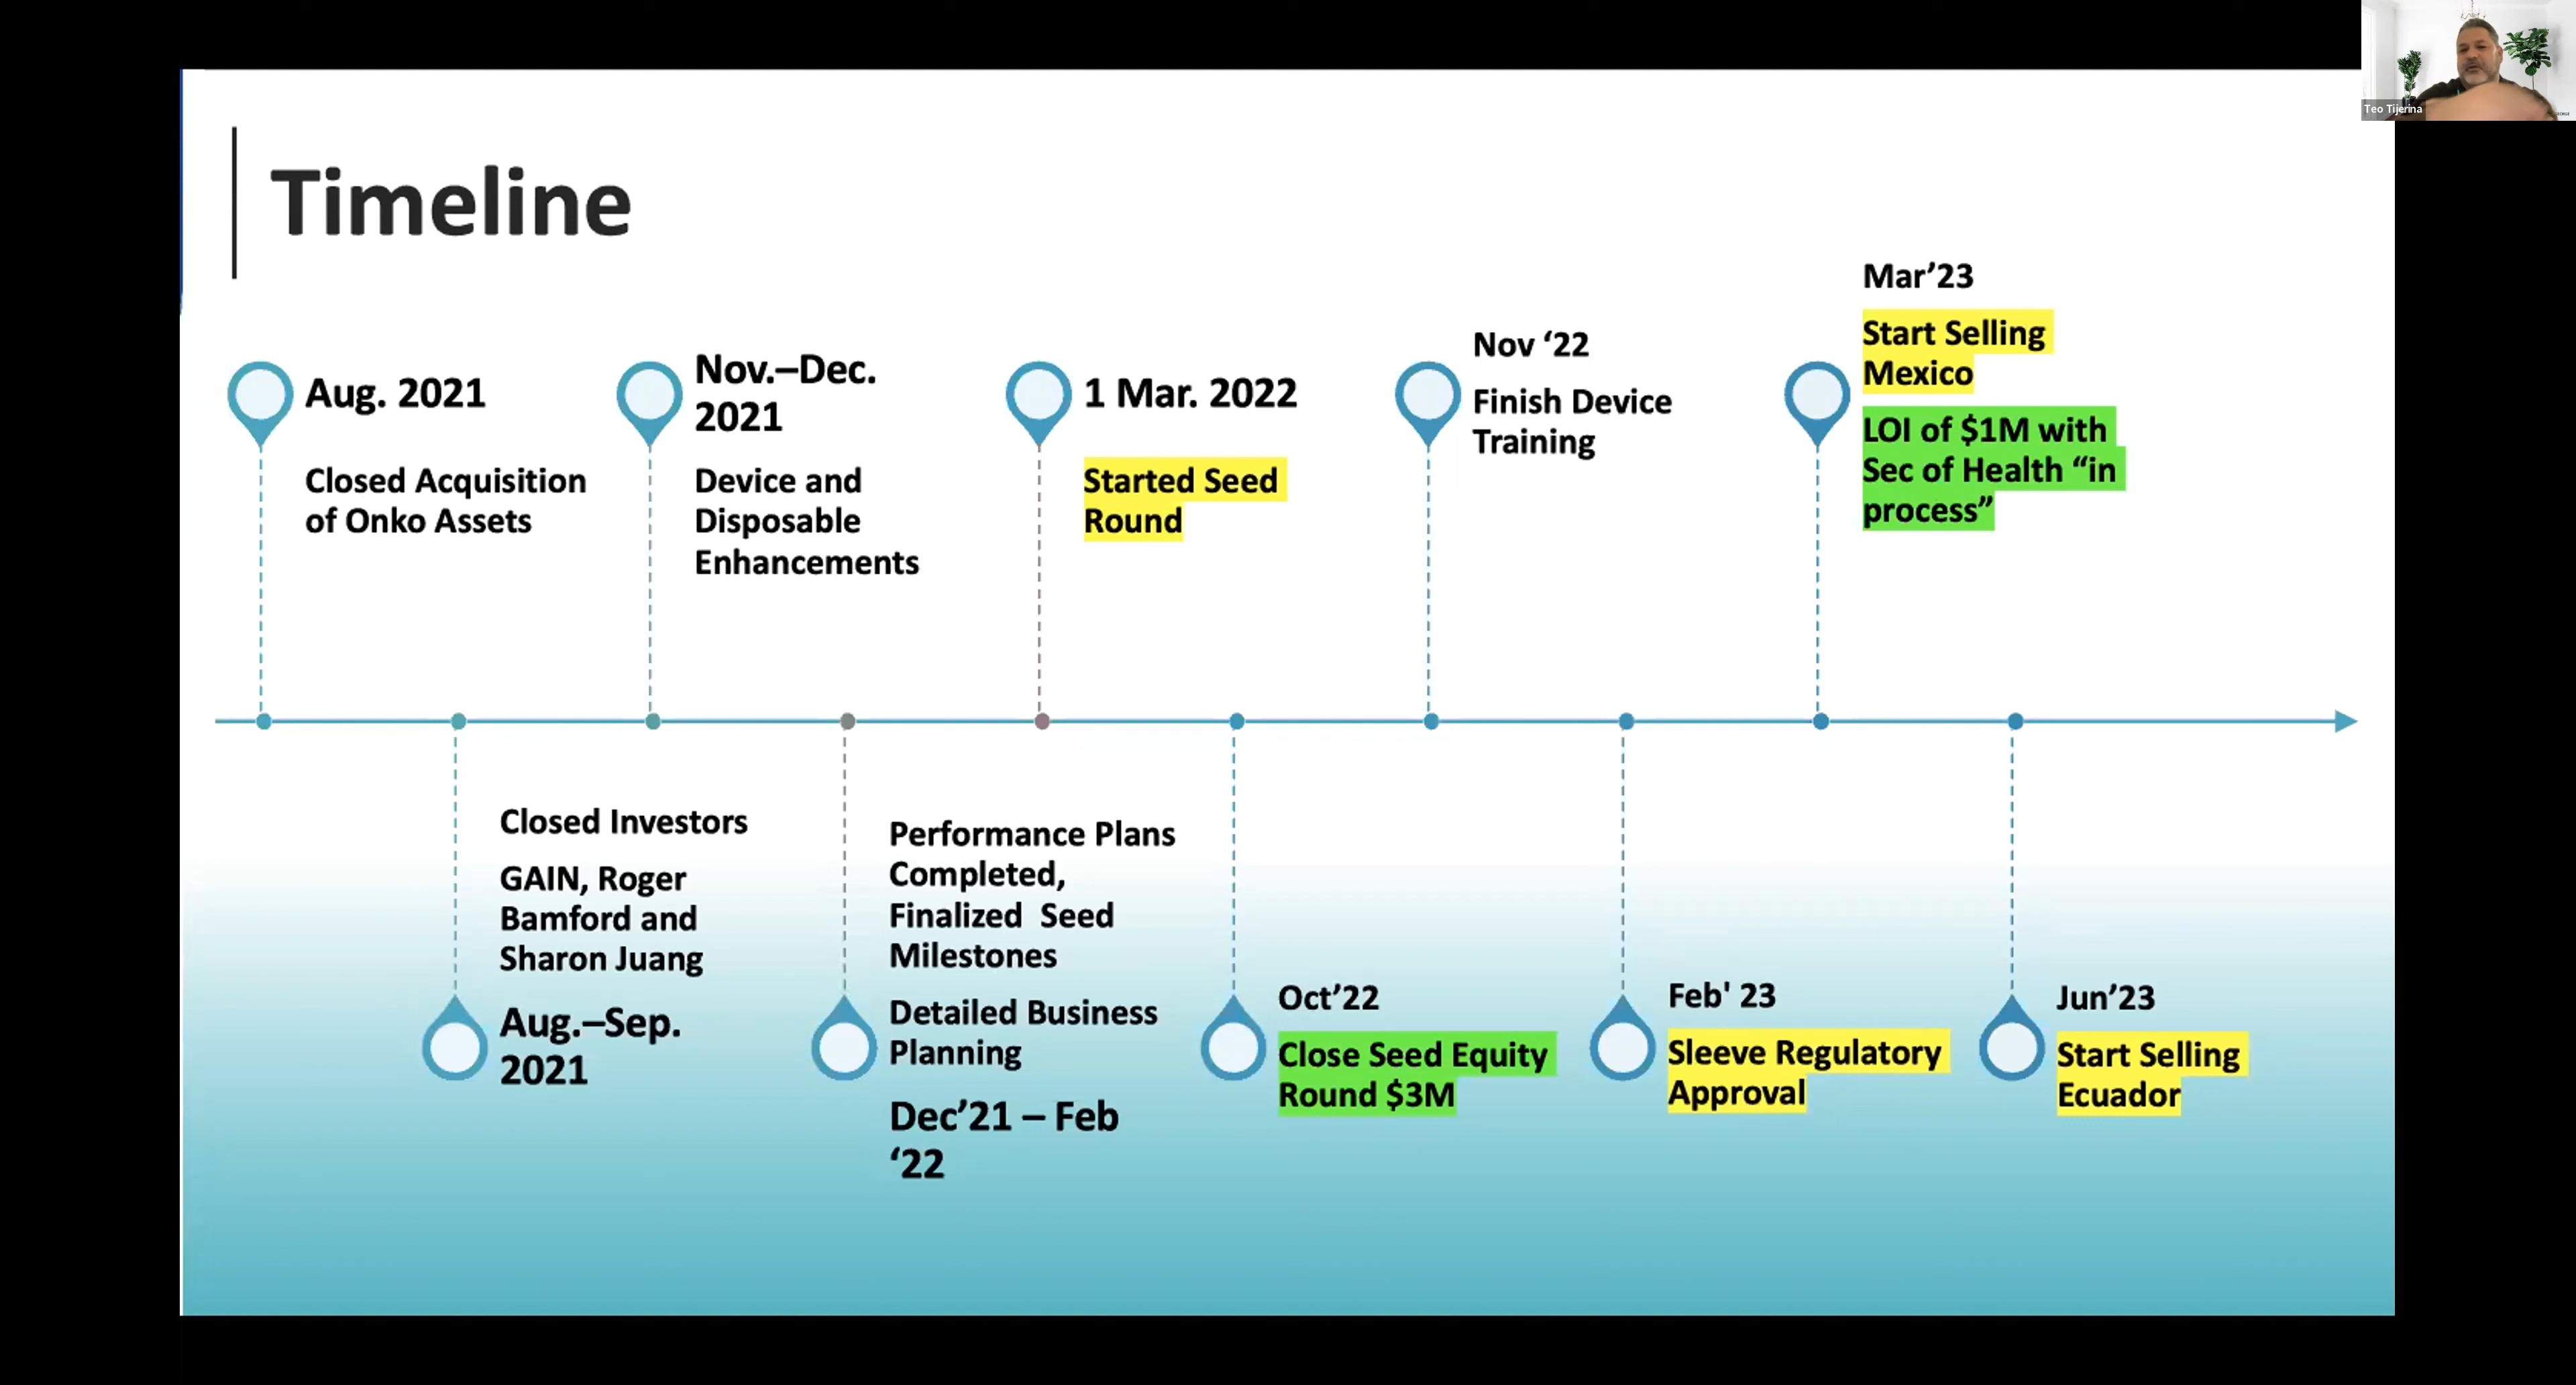 Teo Tijerina
Timeline
Aug. 2021
Closed Acquisition
of Onko Assets
Closed Investors
GAIN, Roger
Bamford and
Sharon Juang
Aug.–Sep.
2021
Nov.–Dec.
2021
Device and
Disposable
Enhancements
Performance Plans
Completed,
Finalized  Seed
Milestones
Detailed Business
Planning
Dec’21 – Feb
‘22
1 Mar. 2022
Started Seed
Round
Oct’22
Close Seed Equity
Round $3M
Nov ‘22
Finish Device
Training
Feb' 23
Sleeve Regulatory
Approval
Mar’23
Start Selling
Mexico
LOI of $1M with
Sec of Health “in
process”
Jun’23
Start Selling
Ecuador